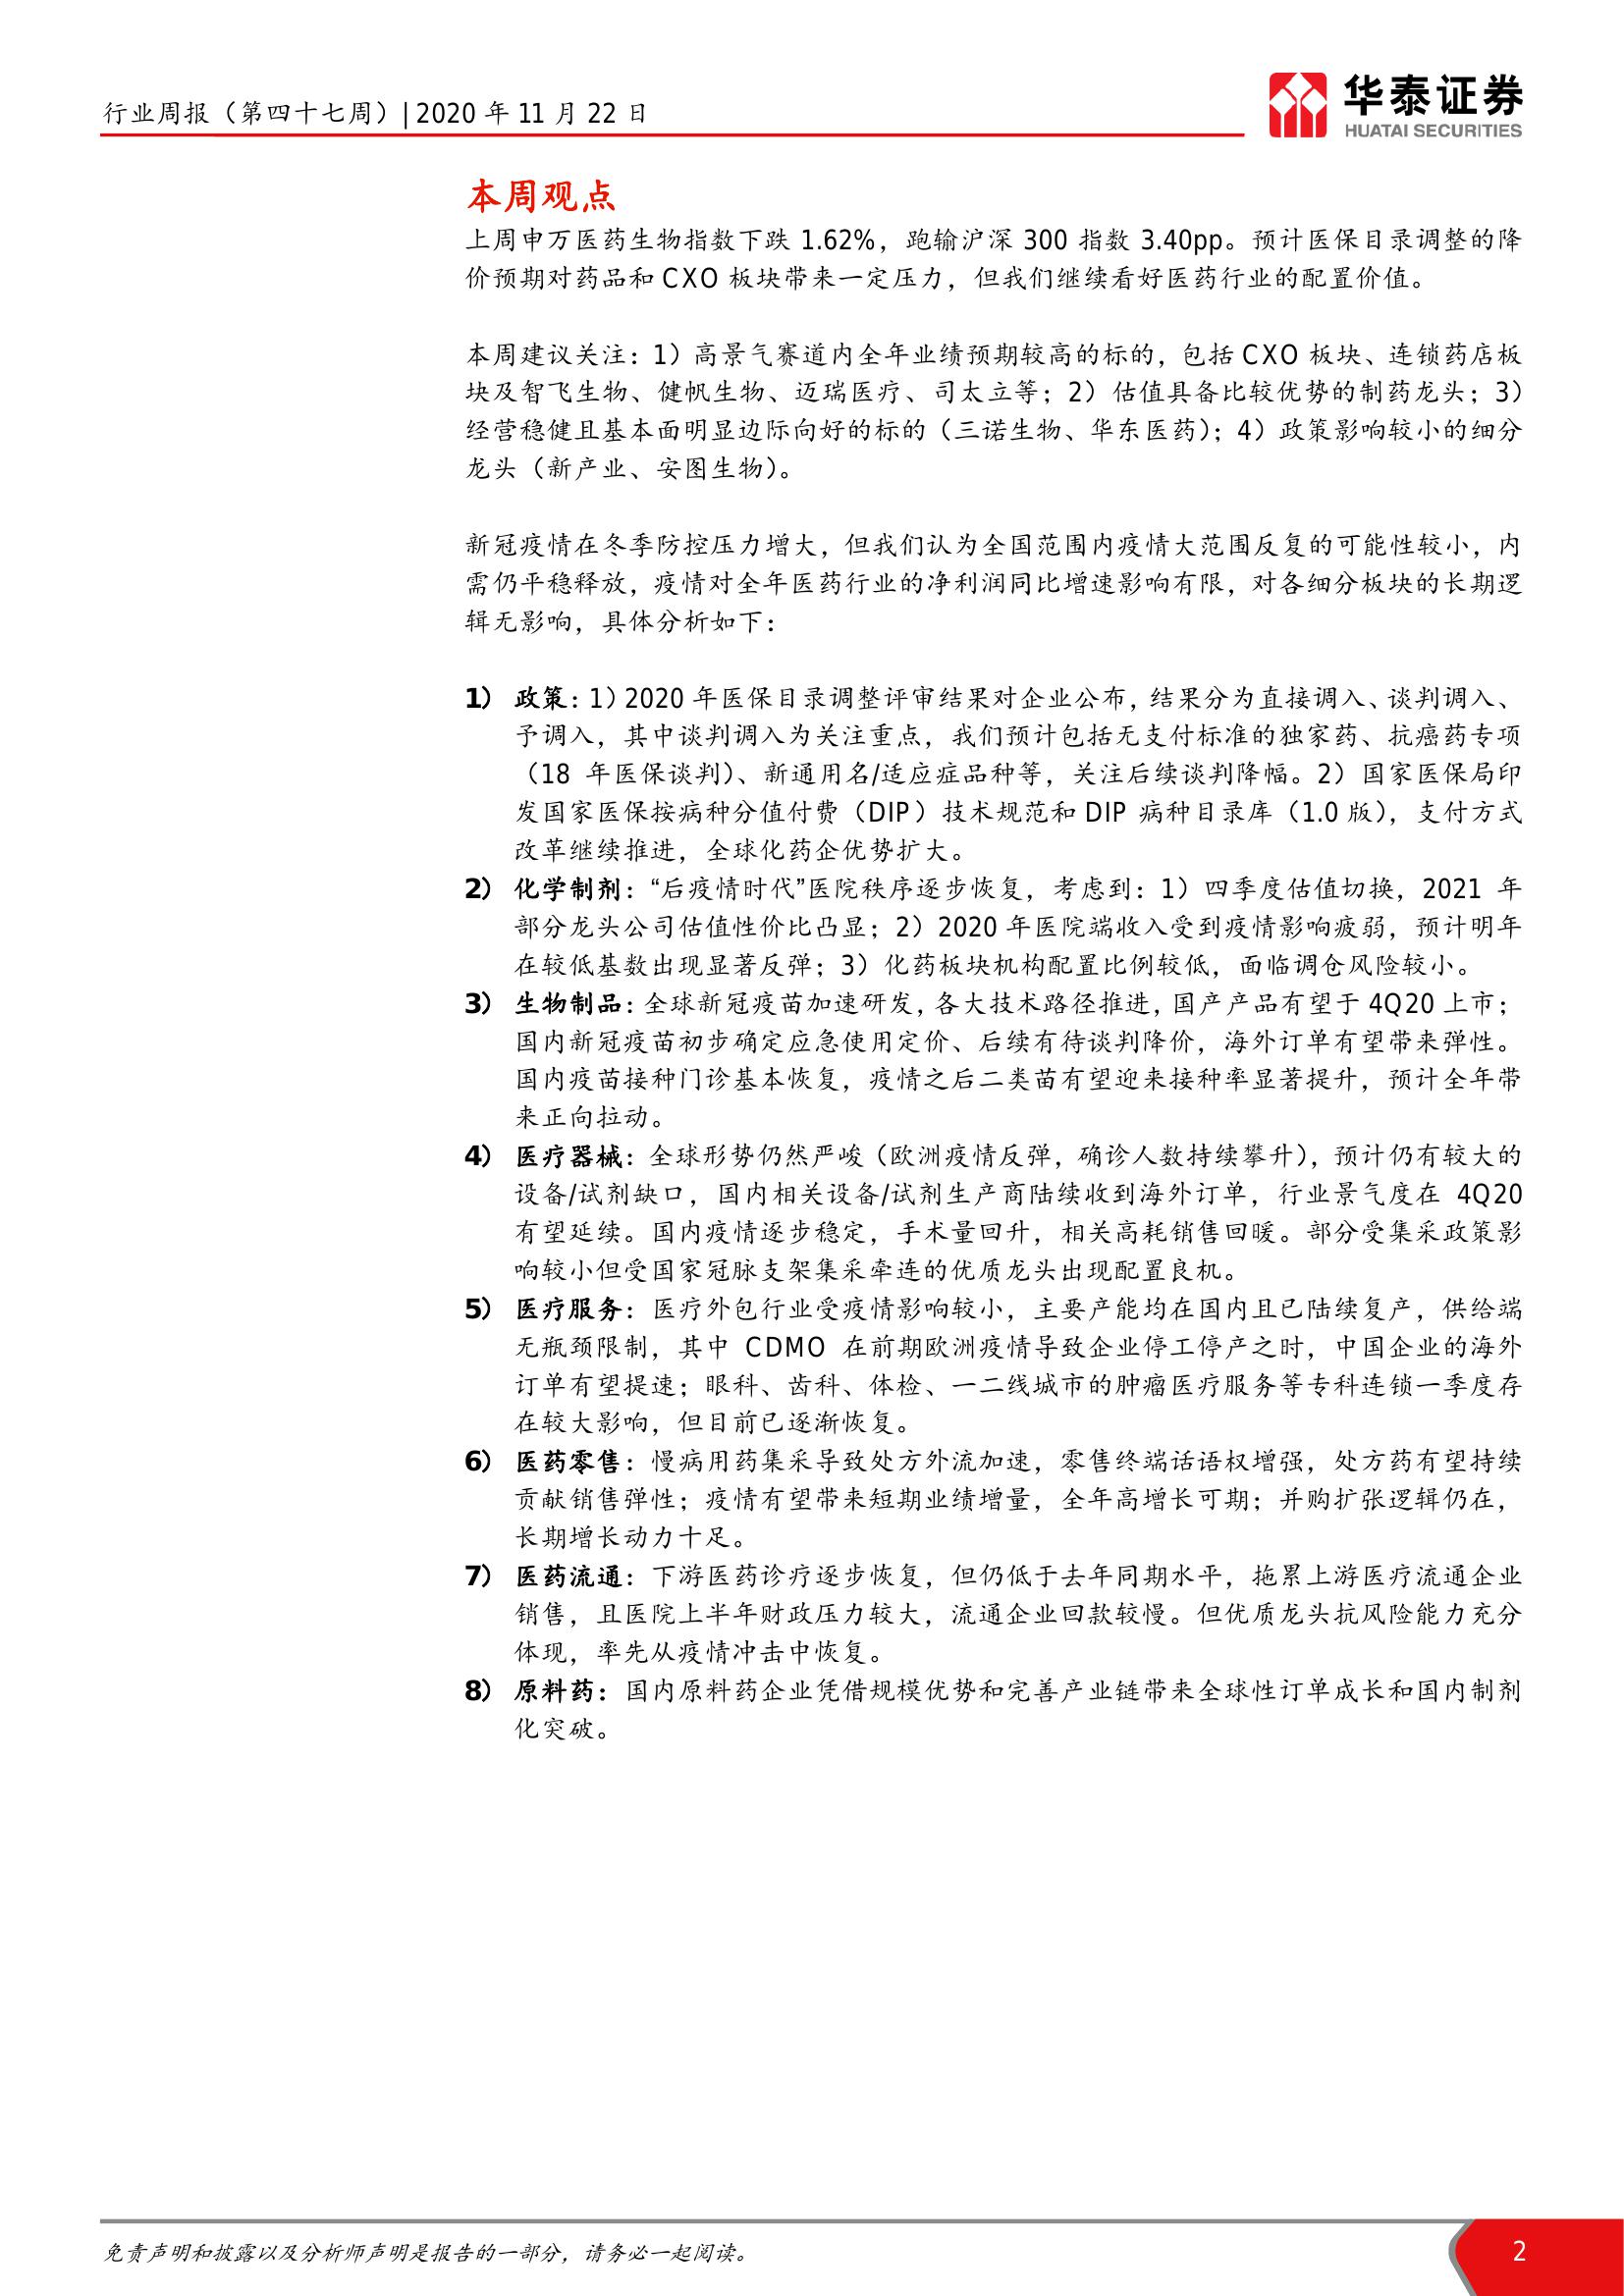 行业周报（第四十七周）| 2020 年 11 月 22 日
华泰证券
HUATAI SECURITIES
本周观点
上周申万医药生物指数下跌 1.62%，跑输沪深 300 指数 3.40pp。预计医保目录调整的降
价预期对药品和 CXO 板块带来一定压力，但我们继续看好医药行业的配置价值。
本周建议关注：1）高景气赛道内全年业绩预期较高的标的，包括 CXO 板块、连锁药店板
块及智飞生物、健帆生物、迈瑞医疗、司太立等；2）估值具备比较优势的制药龙头；3）
经营稳健且基本面明显边际向好的标的（三诺生物、华东医药）；4）政策影响较小的细分
龙头（新产业、安图生物）。
新冠疫情在冬季防控压力增大，但我们认为全国范围内疫情大范围反复的可能性较小，内
需仍平稳释放，疫情对全年医药行业的净利润同比增速影响有限，对各细分板块的长期逻
辑无影响，具体分析如下：
1） 政策：1）2020 年医保目录调整评审结果对企业公布，结果分为直接调入、谈判调入、
予调入，其中谈判调入为关注重点，我们预计包括无支付标准的独家药、抗癌药专项
（18 年医保谈判）、新通用名/适应症品种等，关注后续谈判降幅。2）国家医保局印
发国家医保按病种分值付费（DIP）技术规范和 DIP 病种目录库（1.0 版），支付方式
改革继续推进，全球化药企优势扩大。
2） 化学制剂：“后疫情时代”医院秩序逐步恢复，考虑到：1）四季度估值切换，2021 年
部分龙头公司估值性价比凸显；2）2020 年医院端收入受到疫情影响疲弱，预计明年
在较低基数出现显著反弹；3）化药板块机构配置比例较低，面临调仓风险较小。
3） 生物制品：全球新冠疫苗加速研发，各大技术路径推进，国产产品有望于 4Q20 上市；
国内新冠疫苗初步确定应急使用定价、后续有待谈判降价，海外订单有望带来弹性。
国内疫苗接种门诊基本恢复，疫情之后二类苗有望迎来接种率显著提升，预计全年带
来正向拉动。
4） 医疗器械：全球形势仍然严峻（欧洲疫情反弹，确诊人数持续攀升），预计仍有较大的
设备/试剂缺口，国内相关设备/试剂生产商陆续收到海外订单，行业景气度在 4Q20
有望延续。国内疫情逐步稳定，手术量回升，相关高耗销售回暖。部分受集采政策影
响较小但受国家冠脉支架集采牵连的优质龙头出现配置良机。
5） 医疗服务：医疗外包行业受疫情影响较小，主要产能均在国内且已陆续复产，供给端
无瓶颈限制，其中 CDMO 在前期欧洲疫情导致企业停工停产之时，中国企业的海外
订单有望提速；眼科、齿科、体检、一二线城市的肿瘤医疗服务等专科连锁一季度存
在较大影响，但目前已逐渐恢复。
6） 医药零售：慢病用药集采导致处方外流加速，零售终端话语权增强，处方药有望持续
贡献销售弹性；疫情有望带来短期业绩增量，全年高增长可期；并购扩张逻辑仍在，
长期增长动力十足。
7） 医药流通：下游医药诊疗逐步恢复，但仍低于去年同期水平，拖累上游医疗流通企业
销售，且医院上半年财政压力较大，流通企业回款较慢。但优质龙头抗风险能力充分
体现，率先从疫情冲击中恢复。
8） 原料药：国内原料药企业凭借规模优势和完善产业链带来全球性订单成长和国内制剂
化突破。
免责声明和披露以及分析师声明是报告的一部分，请务必一起阅读。
2